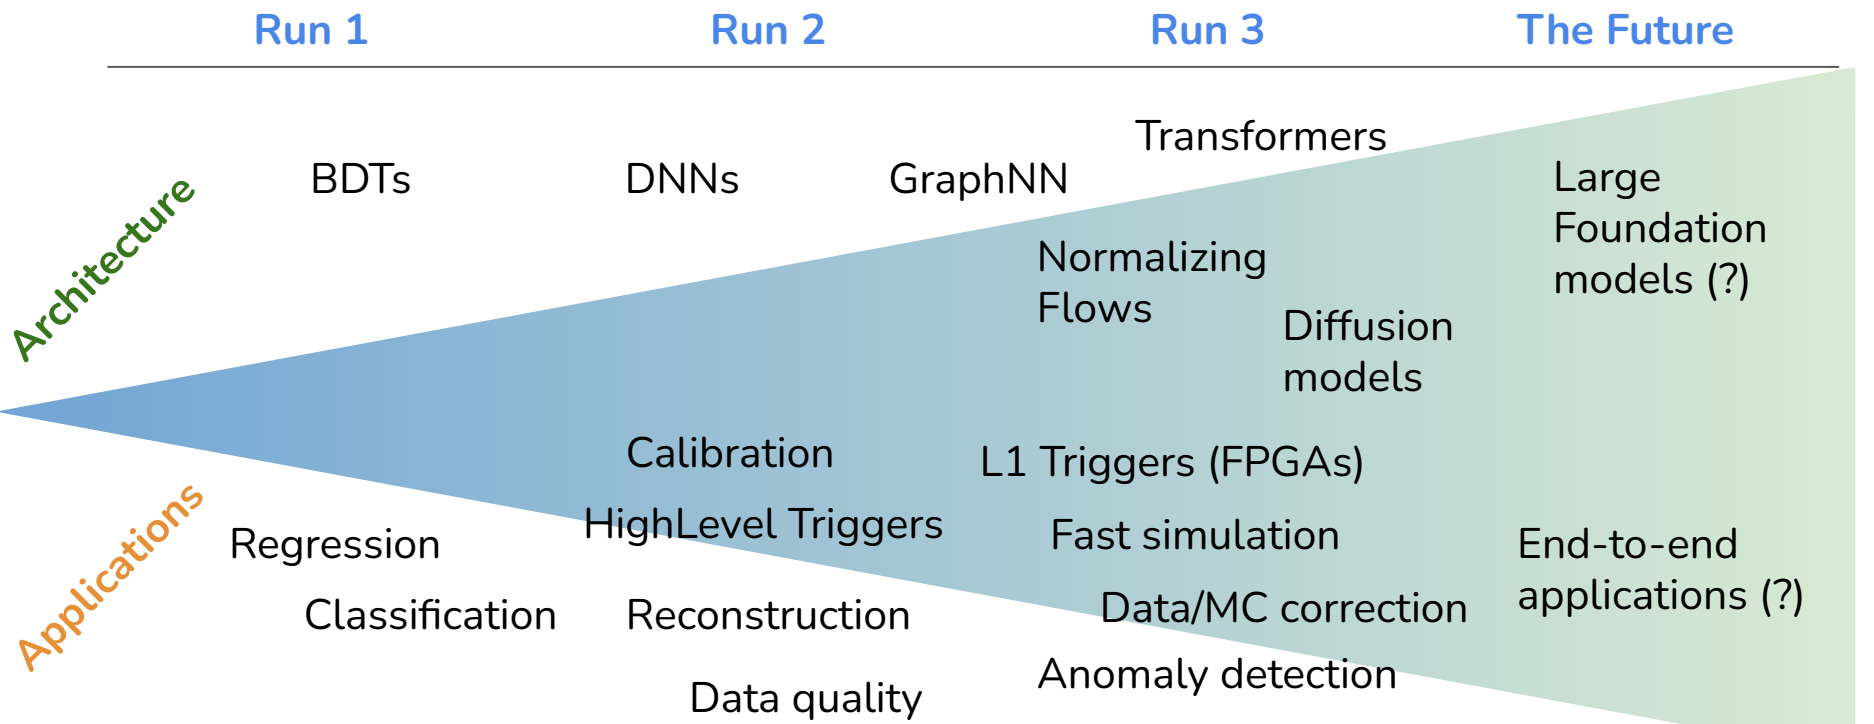 Run 1
Run 2
Run 3
The Future
Architecture
BDTs
DNNs
GraphNN
Transformers
Normalizing
Flows
Diffusion
models
Large
Foundation
models (?)
Applications
Regression
Classification
Calibration
HighLevel Triggers
Reconstruction
Data quality
L1 Triggers (FPGAs)
Fast simulation
Data/MC correction
Anomaly detection
End-to-end
applications (?)